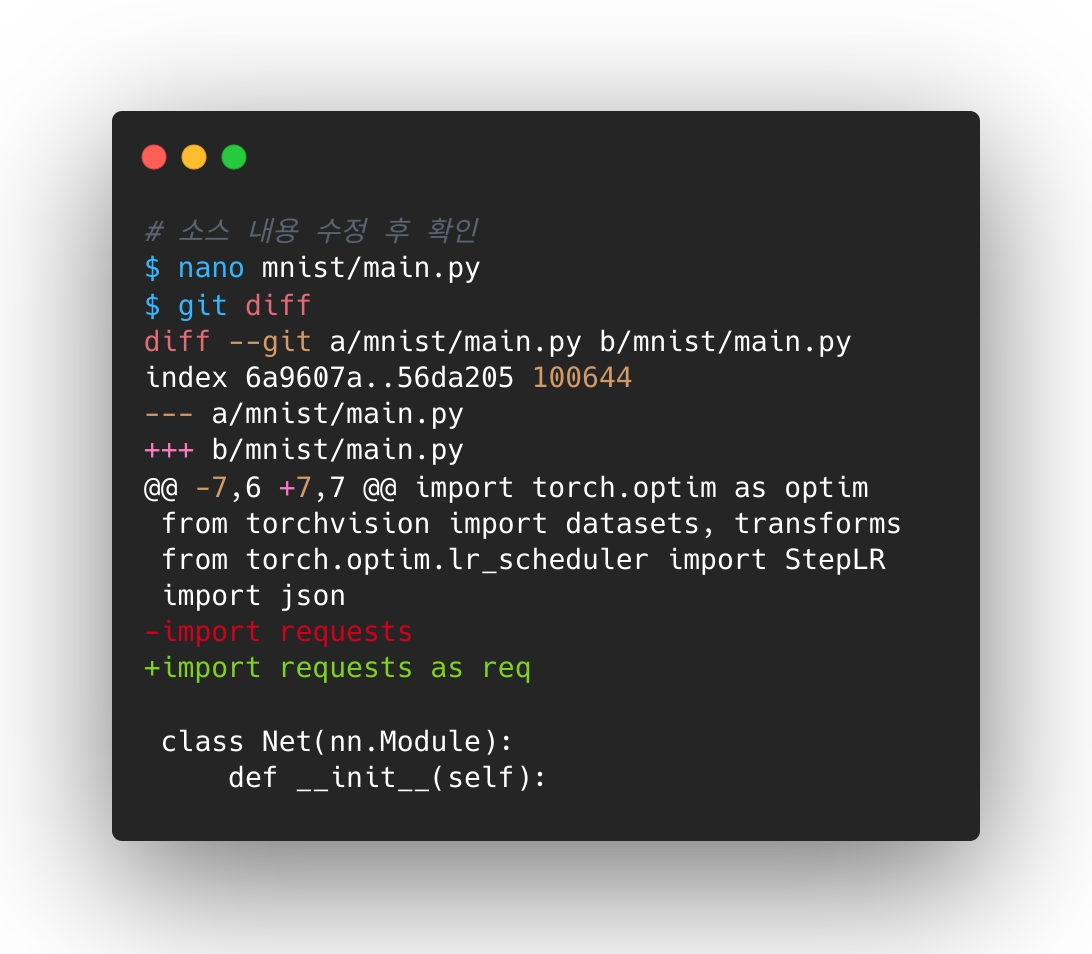 # 소스 내용 수정 후 확인
$ nano mnist/main.py
$ git diff
diff --git a/mnist/main.py b/mnist/main.py
index 6a9607a..56da205 100644
--- a/mnist/main.py
+++ b/mnist/main.py
@@ -7,6 +7,7 @@ import torch.optim as optim
 from torchvision import datasets, transforms
 from torch.optim.lr_scheduler import StepLR
 import json
-import requests
+import requests as req

 class Net(nn.Module):
     def __init__(self):